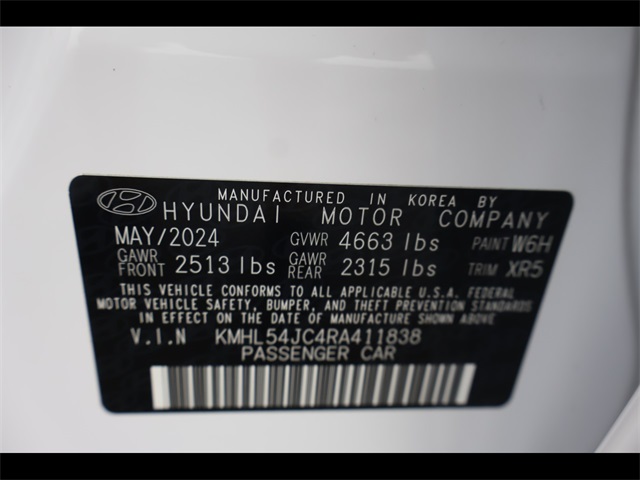 MANUFACTURED IN KOREA BY
HYUNDAI MOTOR COMPANY
MAY/2024 GVWR 4663 lbs PAINT W6H
GAWR FRONT 2513 lbs GAWR REAR 2315 lbs TRIM XR5
THIS VEHICLE CONFORMS TO ALL APPLICABLE U.S.A. FEDERAL
MOTOR VEHICLE SAFETY, BUMPER, AND THEFT PREVENTION STANDARDS
IN EFFECT ON THE DATE OF MANUFACTURE SHOWN ABOVE
V.I.N KMHL54JC4RA411838
PASSENGER CAR